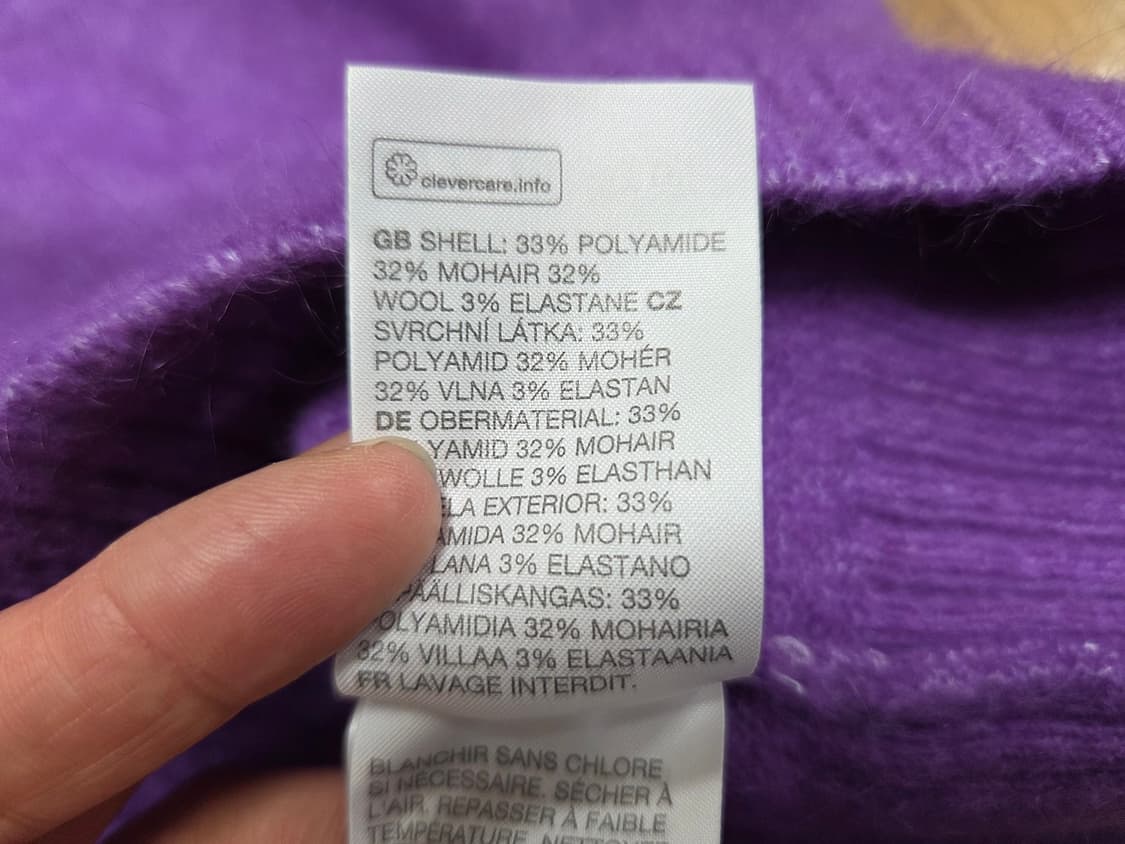 clevercare.info
GB SHELL: 33% POLYAMIDE
32% MOHAIR 32%
WOOL 3% ELASTANE CZ
SVRCHNÍ LÁTKA: 33%
POLYAMID 32% MOHÉR
32% VLNA 3% ELASTAN
DE OBERMATERIAL: 33%
YAMID 32% MOHAIR
WOLLE 3% ELASTHAN
ELA EXTERIOR: 33%
AMIDA 32% MOHAIR
LANA 3% ELASTANO
PÄÄLLISKANGAS: 33%
POLYAMIDIA 32% MOHAIRIA
32% VILLAA 3% ELASTAANIA
FR LAVAGE INTERDIT.
BLANCHIR SANS CHLORE
SI NÉCESSAIRE. SÉCHER À
L'AIR. REPASSER À FAIBLE
TEMPÉRATURE.